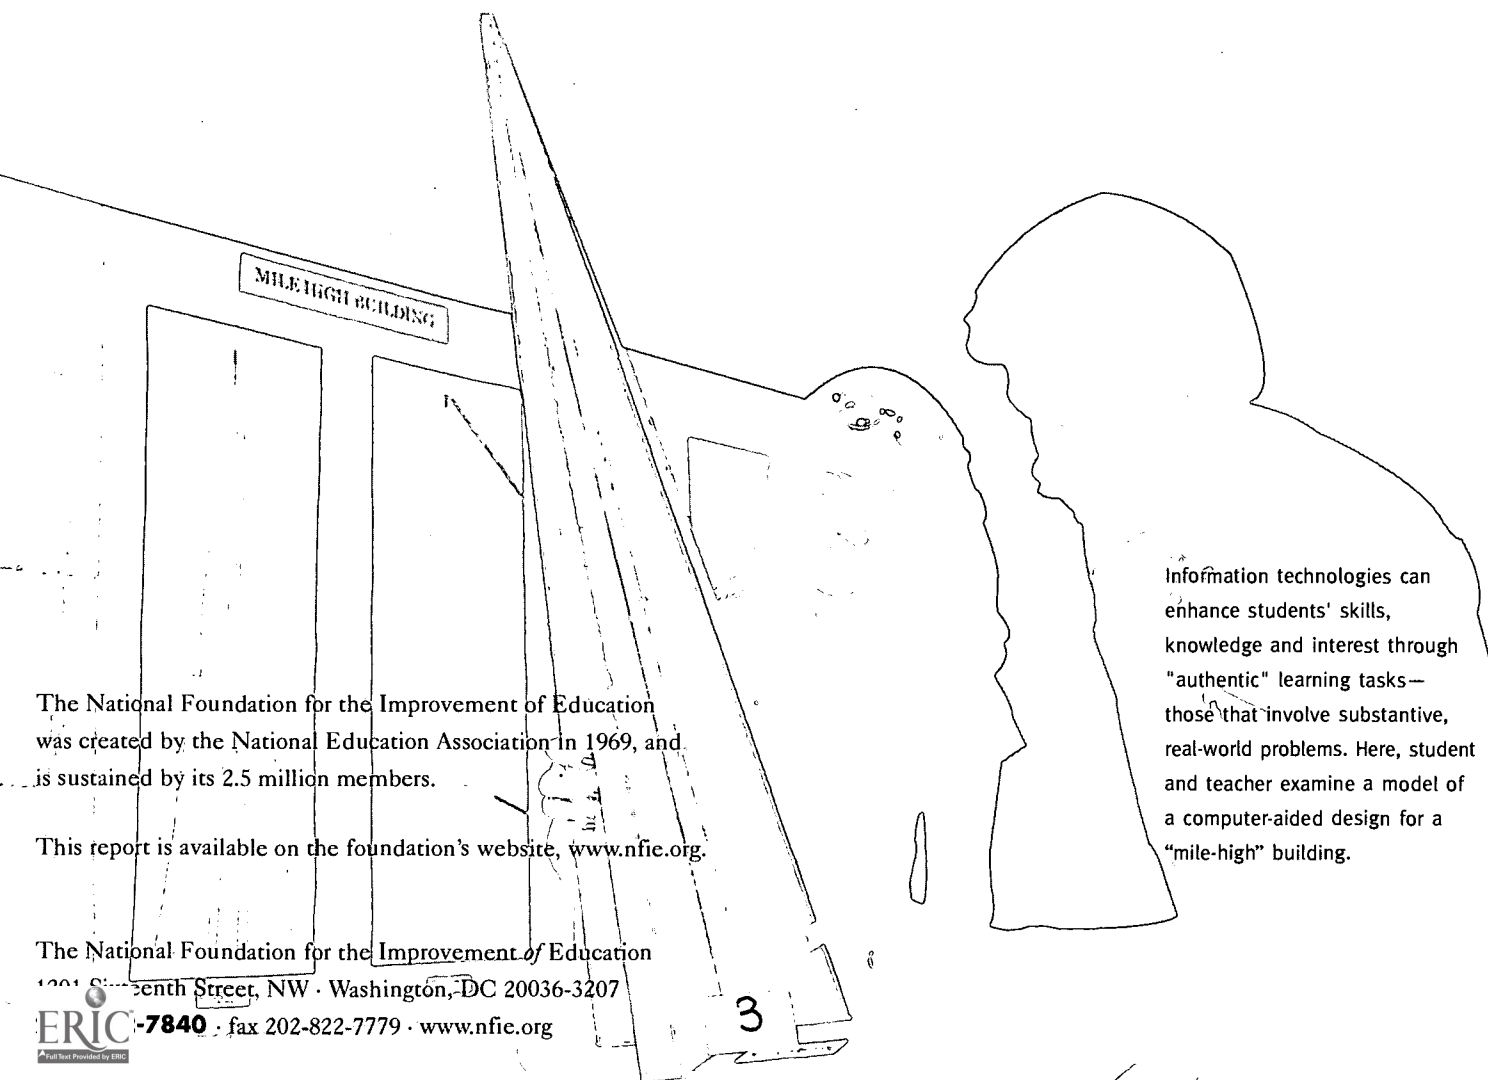 MILE HIGH BUILDING
The National Foundation for the Improvement of Education
was created by the National Education Association in 1969, and
is sustained by its 2.5 million members.
This report is available on the foundation's website, www.nfie.org.
The National Foundation for the Improvement of Education
Street, NW · Washington, DC 20036-3207
-7840 · fax 202-822-7779 · www.nfie.org
ERIC
Full Text Provided by ERIC
3
Information technologies can
enhance students' skills,
knowledge and interest through
"authentic" learning tasks—
those that involve substantive,
real-world problems. Here, student
and teacher examine a model of
a computer-aided design for a
“mile-high” building.